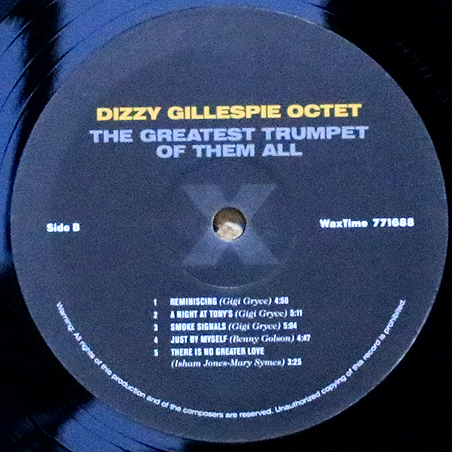 DIZZY GILLESPIE OCTET
THE GREATEST TRUMPET
OF THEM ALL
Side B
WaxTime 771688
1 REMINISCING (Gigi Gryce) 4:50
2 A NIGHT AT TONY'S (Gigi Gryce) 5:11
3 SMOKE SIGNALS (Gigi Gryce) 5:04
4 JUST BY MYSELF (Benny Golson) 4:47
5 THERE IS NO GREATER LOVE
(Isham Jones-Mary Symes) 3:25
Warning: All rights of this production and of the composers are reserved. Unauthorized copying of this record is prohibited.